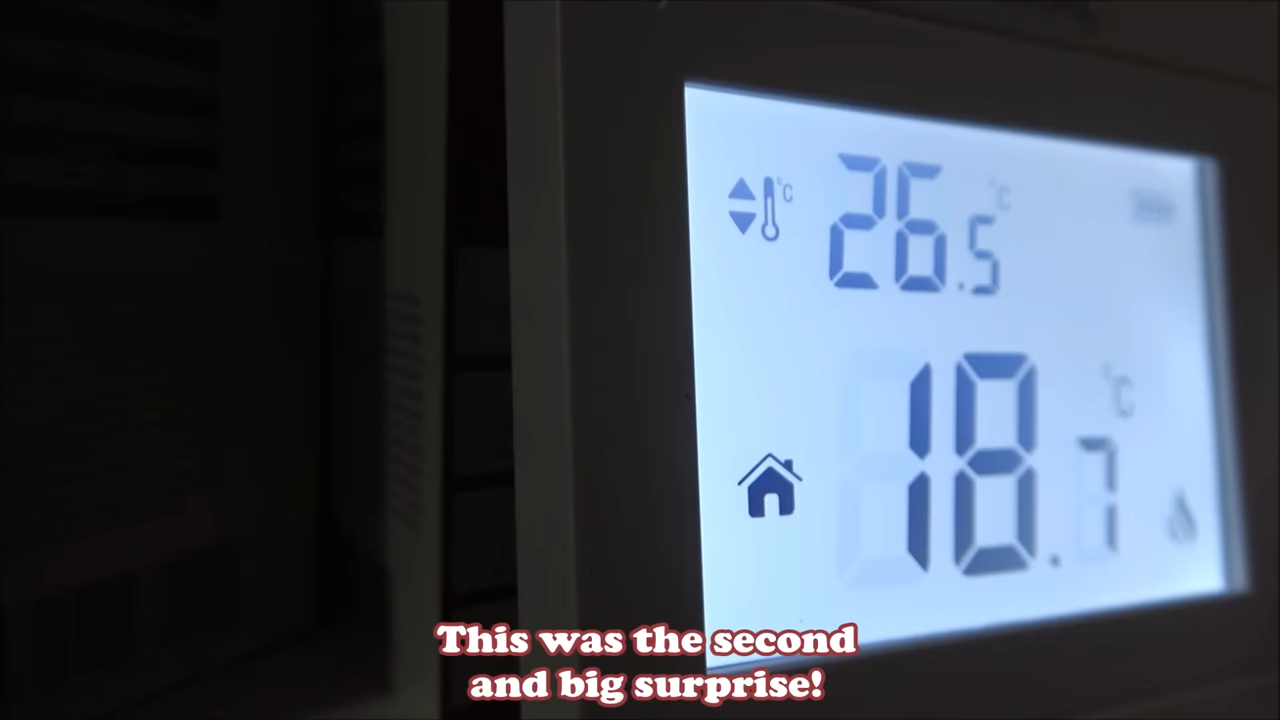 °C 26.5 °C
18.7 °C
This was the second
and big surprise!